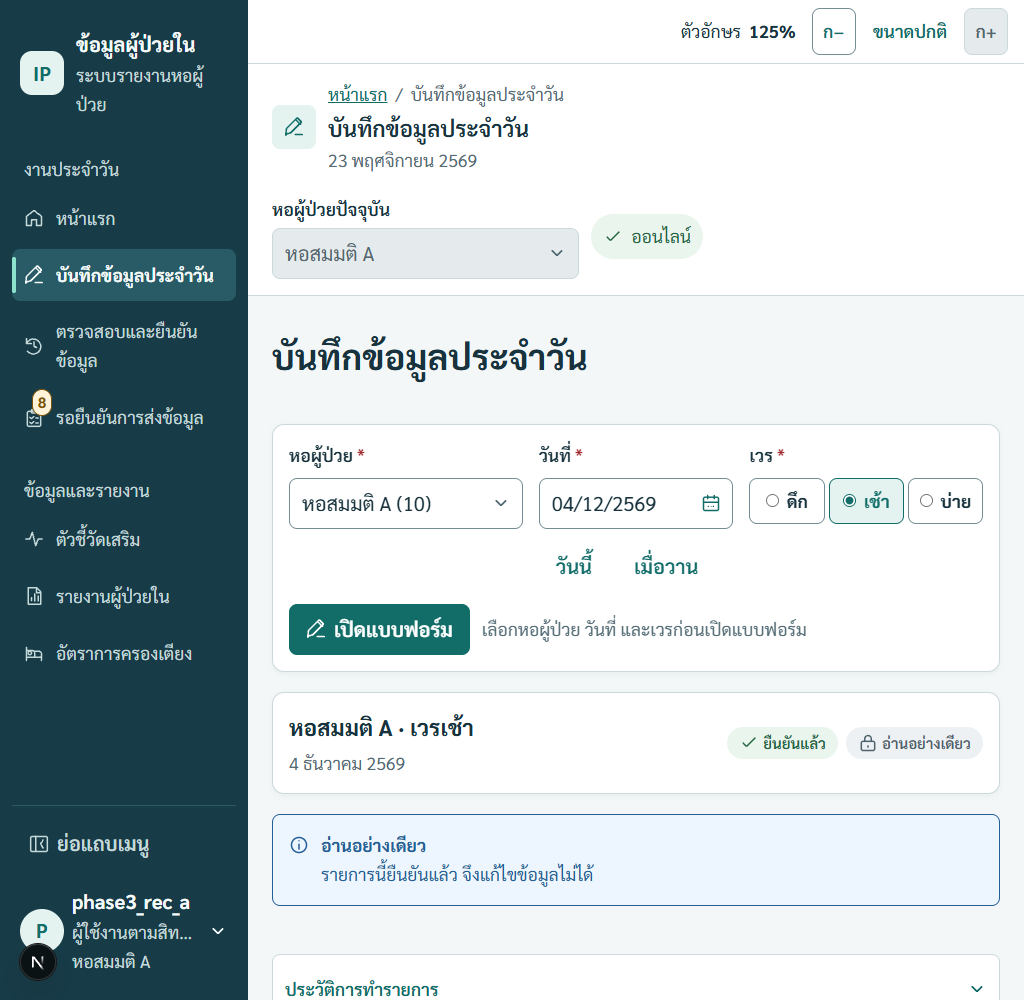 IP
ข้อมูลผู้ป่วยใน
ระบบรายงานหอผู้
ป่วย
งานประจำวัน
หน้าแรก
บันทึกข้อมูลประจำวัน
ตรวจสอบและยืนยัน
ข้อมูล
8
รอยืนยันการส่งข้อมูล
ข้อมูลและรายงาน
ตัวชี้วัดเสริม
รายงานผู้ป่วยใน
อัตราการครองเตียง
ย่อแถบเมนู
P
N
phase3_rec_a
ผู้ใช้งานตามสิท...
หอสมมติ A
ตัวอักษร 125% ก− ขนาดปกติ ก+
หน้าแรก / บันทึกข้อมูลประจำวัน
บันทึกข้อมูลประจำวัน
23 พฤศจิกายน 2569
หอผู้ป่วยปัจจุบัน
หอสมมติ A
ออนไลน์
บันทึกข้อมูลประจำวัน
หอผู้ป่วย * วันที่ * เวร *
หอสมมติ A (10) 04/12/2569 ดึก เช้า บ่าย
วันนี้ เมื่อวาน
เปิดแบบฟอร์ม เลือกหอผู้ป่วย วันที่ และเวรก่อนเปิดแบบฟอร์ม
หอสมมติ A · เวรเช้า
4 ธันวาคม 2569
ยืนยันแล้ว อ่านอย่างเดียว
อ่านอย่างเดียว
รายการนี้ยืนยันแล้ว จึงแก้ไขข้อมูลไม่ได้
ประวัติการทำรายการ